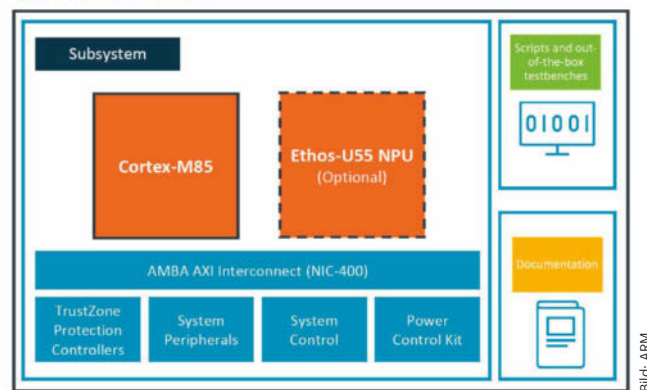 Subsystem
Cortex-M85
Ethos-U55 NPU
(Optional)
AMBA AXI Interconnect (NIC-400)
TrustZone
Protection
Controllers
System
Peripherals
System
Control
Power
Control Kit
Scripts and out-
of-the-box
testbenches
01001
Documentation
Bild: ARM